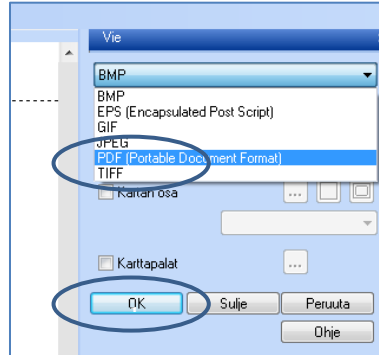 Vie
BMP
BMP
EPS (Encapsulated Post Script)
GIF
JPEG
PDF (Portable Document Format)
TIFF
Kartan osa
...
Karttapalat
...
OK Sulje Peruuta
Ohje